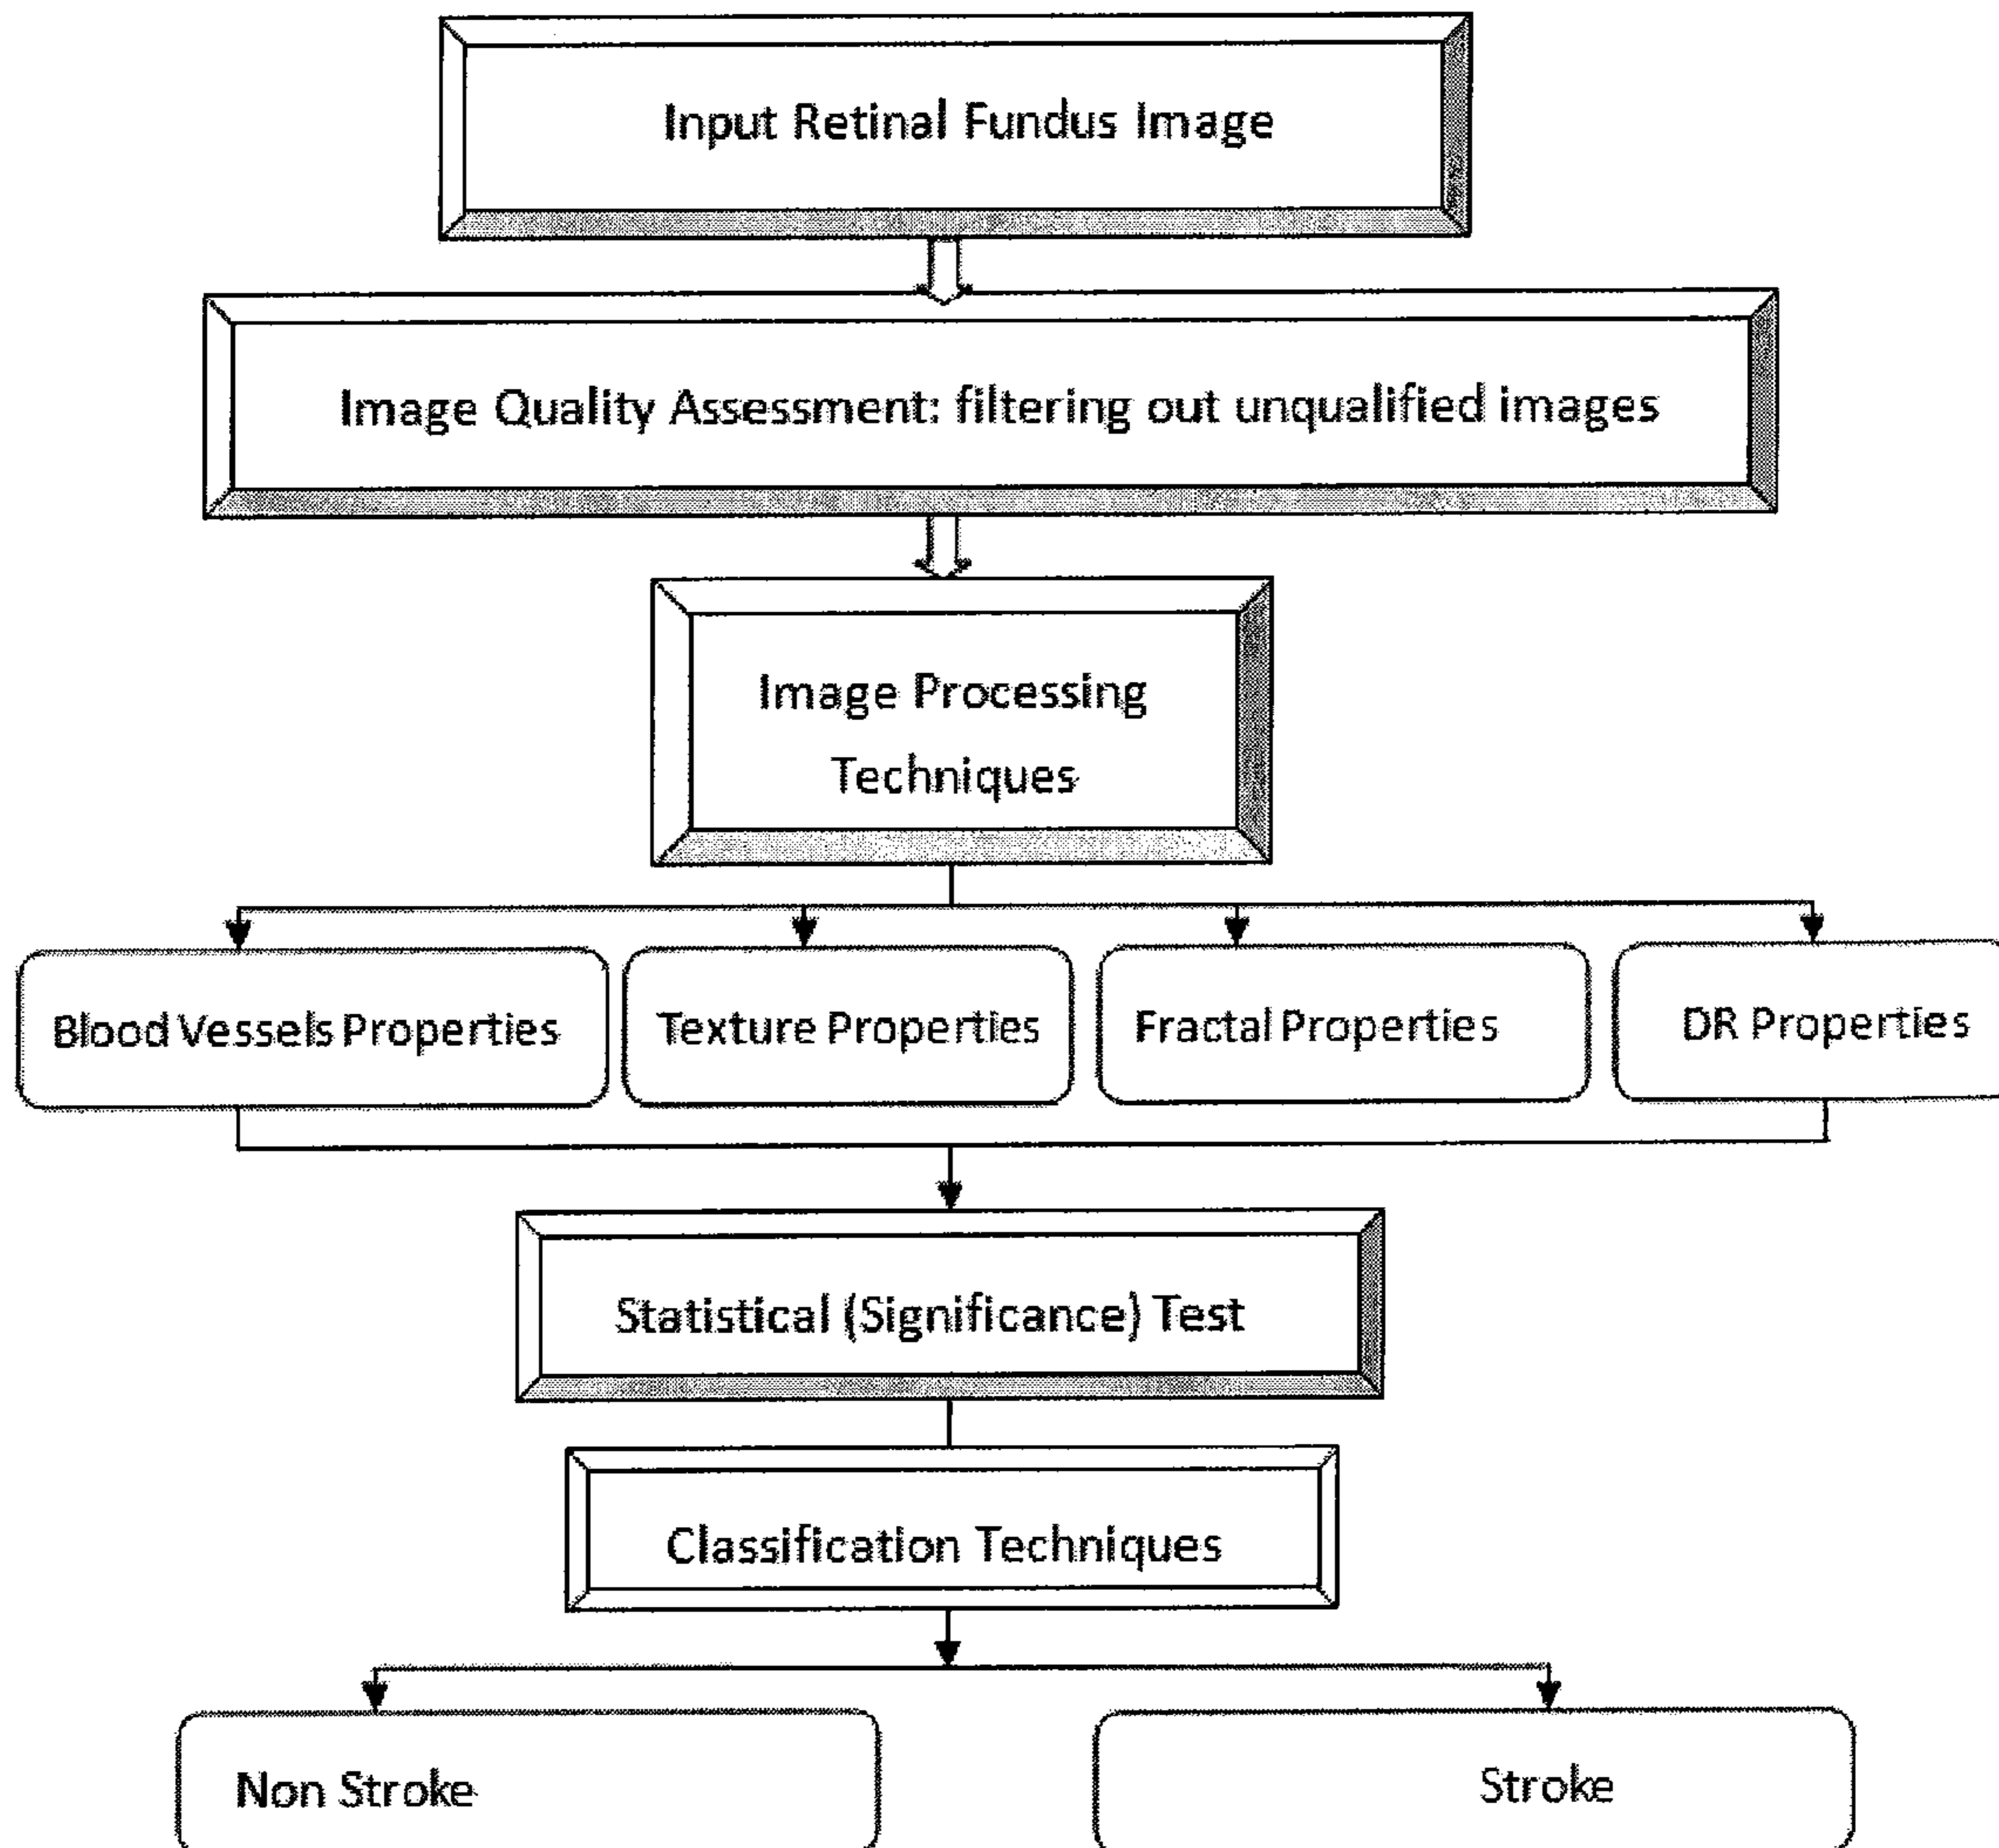 Input Retinal Fundus Image
Image Quality Assessment: filtering out unqualified images
Image Processing
Techniques
Blood Vessels Properties
Texture Properties
Fractal Properties
DR Properties
Statistical (Significance) Test
Classification Techniques
Non Stroke
Stroke